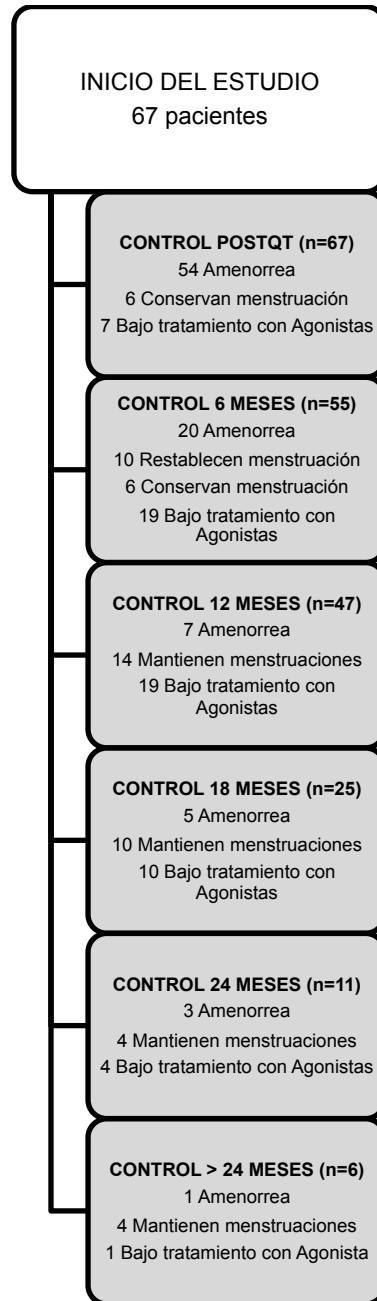 INICIO DEL ESTUDIO
67 pacientes
CONTROL POSTQT (n=67)
54 Amenorrea
6 Conservan menstruación
7 Bajo tratamiento con Agonistas
CONTROL 6 MESES (n=55)
20 Amenorrea
10 Restablecen menstruación
6 Conservan menstruación
19 Bajo tratamiento con
Agonistas
CONTROL 12 MESES (n=47)
7 Amenorrea
14 Mantienen menstruaciones
19 Bajo tratamiento con
Agonistas
CONTROL 18 MESES (n=25)
5 Amenorrea
10 Mantienen menstruaciones
10 Bajo tratamiento con
Agonistas
CONTROL 24 MESES (n=11)
3 Amenorrea
4 Mantienen menstruaciones
4 Bajo tratamiento con Agonistas
CONTROL > 24 MESES (n=6)
1 Amenorrea
4 Mantienen menstruaciones
1 Bajo tratamiento con Agonista